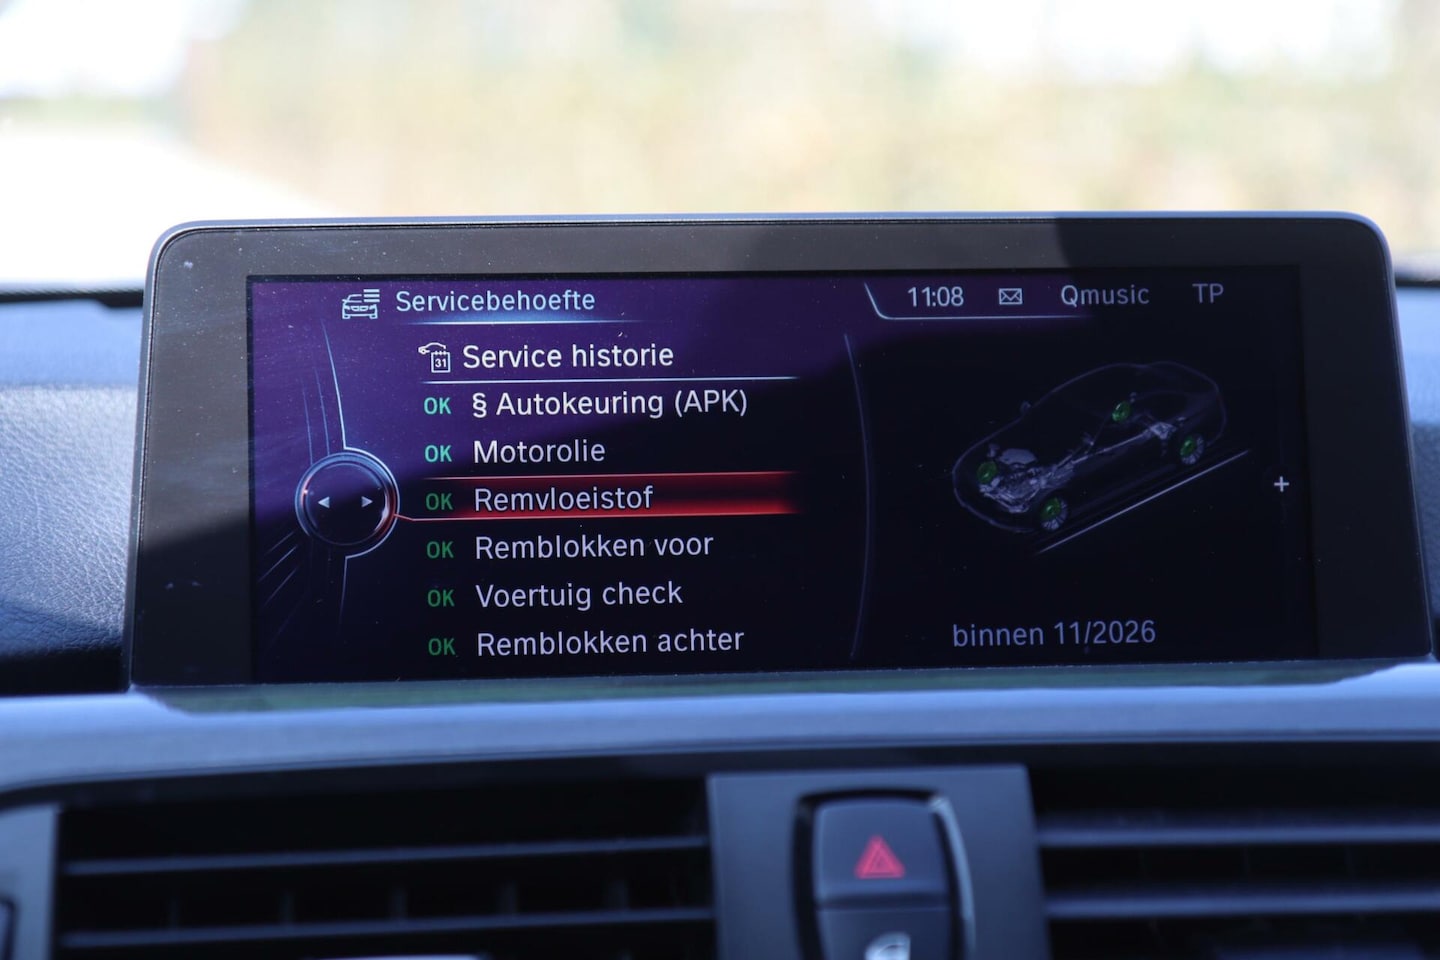 Servicebehoefte
11:08 Qmusic TP
31 Service historie
OK § Autokeuring (APK)
OK Motorolie
OK Remvloeistof
OK Remblokken voor
OK Voertuig check
OK Remblokken achter
+
binnen 11/2026